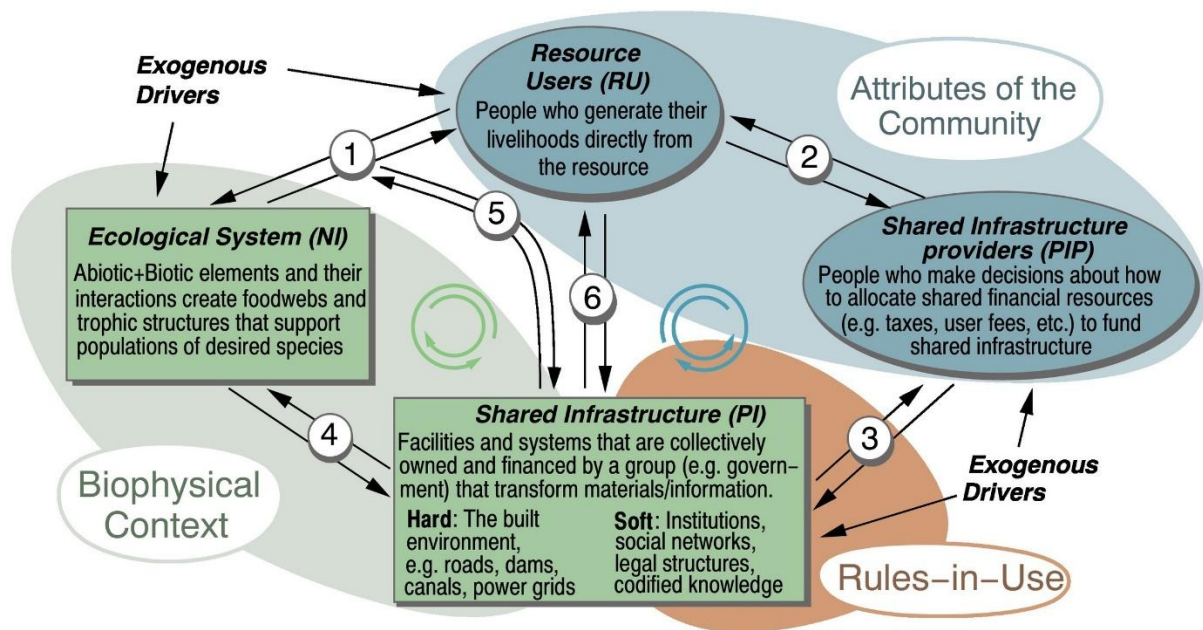 Exogenous
Drivers
Resource
Users (RU)
People who generate their
livelihoods directly from
the resource
Attributes of the
Community
1
2
5
6
Ecological System (NI)
Abiotic+Biotic elements and their
interactions create foodwebs and
trophic structures that support
populations of desired species
Shared Infrastructure
providers (PIP)
People who make decisions about how
to allocate shared financial resources
(e.g. taxes, user fees, etc.) to fund
shared infrastructure
4
3
Shared Infrastructure (PI)
Facilities and systems that are collectively
owned and financed by a group (e.g. govern-
ment) that transform materials/information.
Hard: The built
environment,
e.g. roads, dams,
canals, power grids
Soft: Institutions,
social networks,
legal structures,
codified knowledge
Biophysical
Context
Exogenous
Drivers
Rules-in-Use